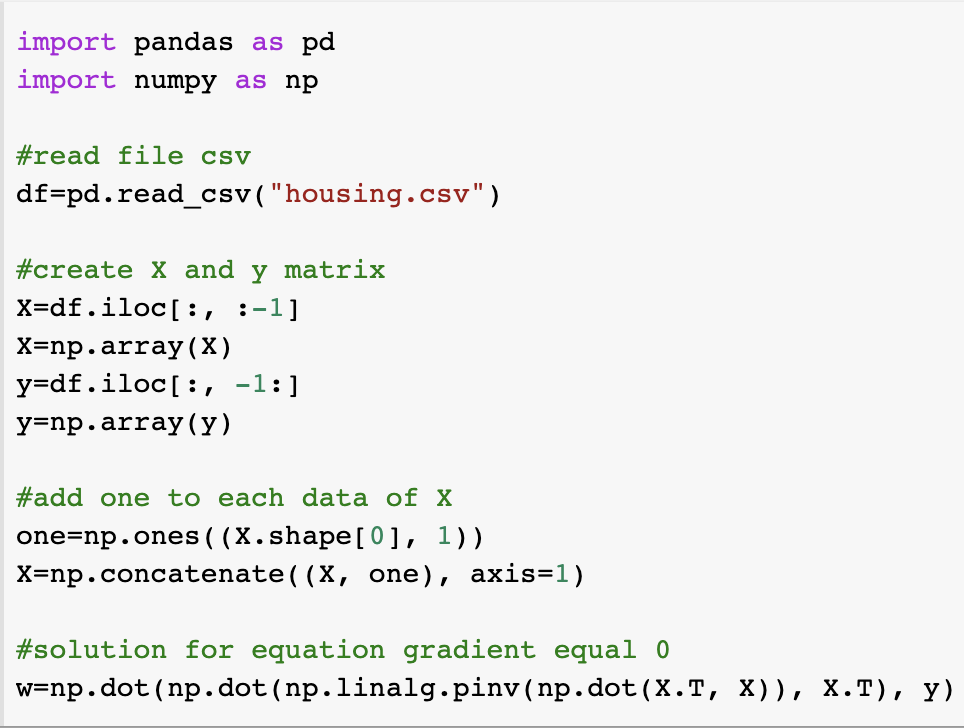 import pandas as pd
import numpy as np
#read file csv
df=pd.read_csv("housing.csv")
#create X and y matrix
X=df.iloc[:, :-1]
X=np.array(X)
y=df.iloc[:, -1:]
y=np.array(y)
#add one to each data of X
one=np.ones((X.shape[0], 1))
X=np.concatenate((X, one), axis=1)
#solution for equation gradient equal 0
w=np.dot(np.dot(np.linalg.pinv(np.dot(X.T, X)), X.T), y)